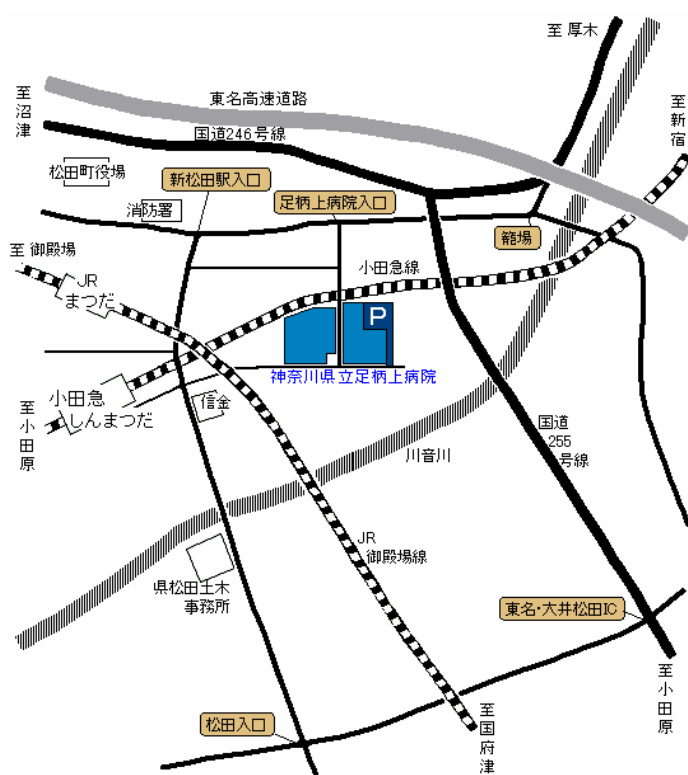 至 厚木
至沼津
東名高速道路
国道246号線
至新宿
松田町役場
新松田駅入口
足柄上病院入口
消防署
籠場
至 御殿場
JR
まつだ
小田急線
P
神奈川県立足柄上病院
小田急
しんまつだ
至小田原
信金
国道
255
号線
川音川
JR
御殿場線
県松田土木
事務所
東名・大井松田IC
至小田原
至国府津
松田入口